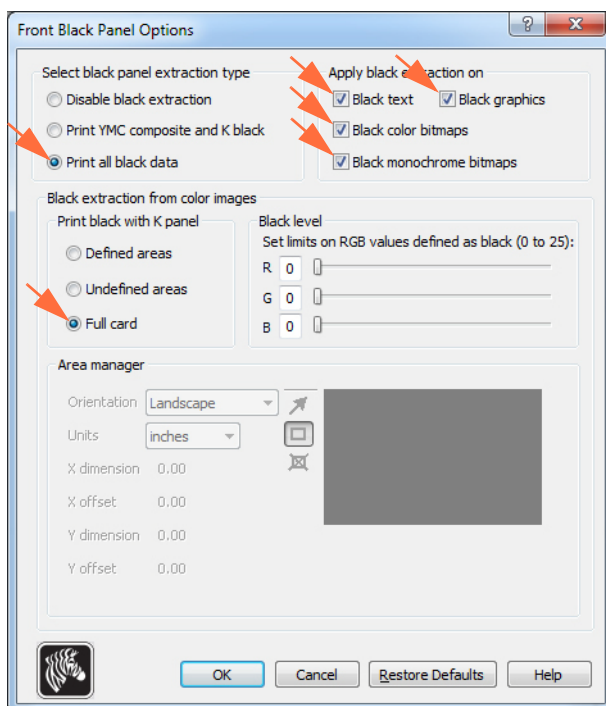 Front Black Panel Options
Select black panel extraction type
Disable black extraction
Print YMC composite and K black
Print all black data
Apply black extraction on
Black text
Black graphics
Black color bitmaps
Black monochrome bitmaps
Black extraction from color images
Print black with K panel
Defined areas
Undefined areas
Full card
Black level
Set limits on RGB values defined as black (0 to 25):
R 0
G 0
B 0
Area manager
Orientation Landscape
Units inches
X dimension 0.00
X offset 0.00
Y dimension 0.00
Y offset 0.00
OK Cancel Restore Defaults Help